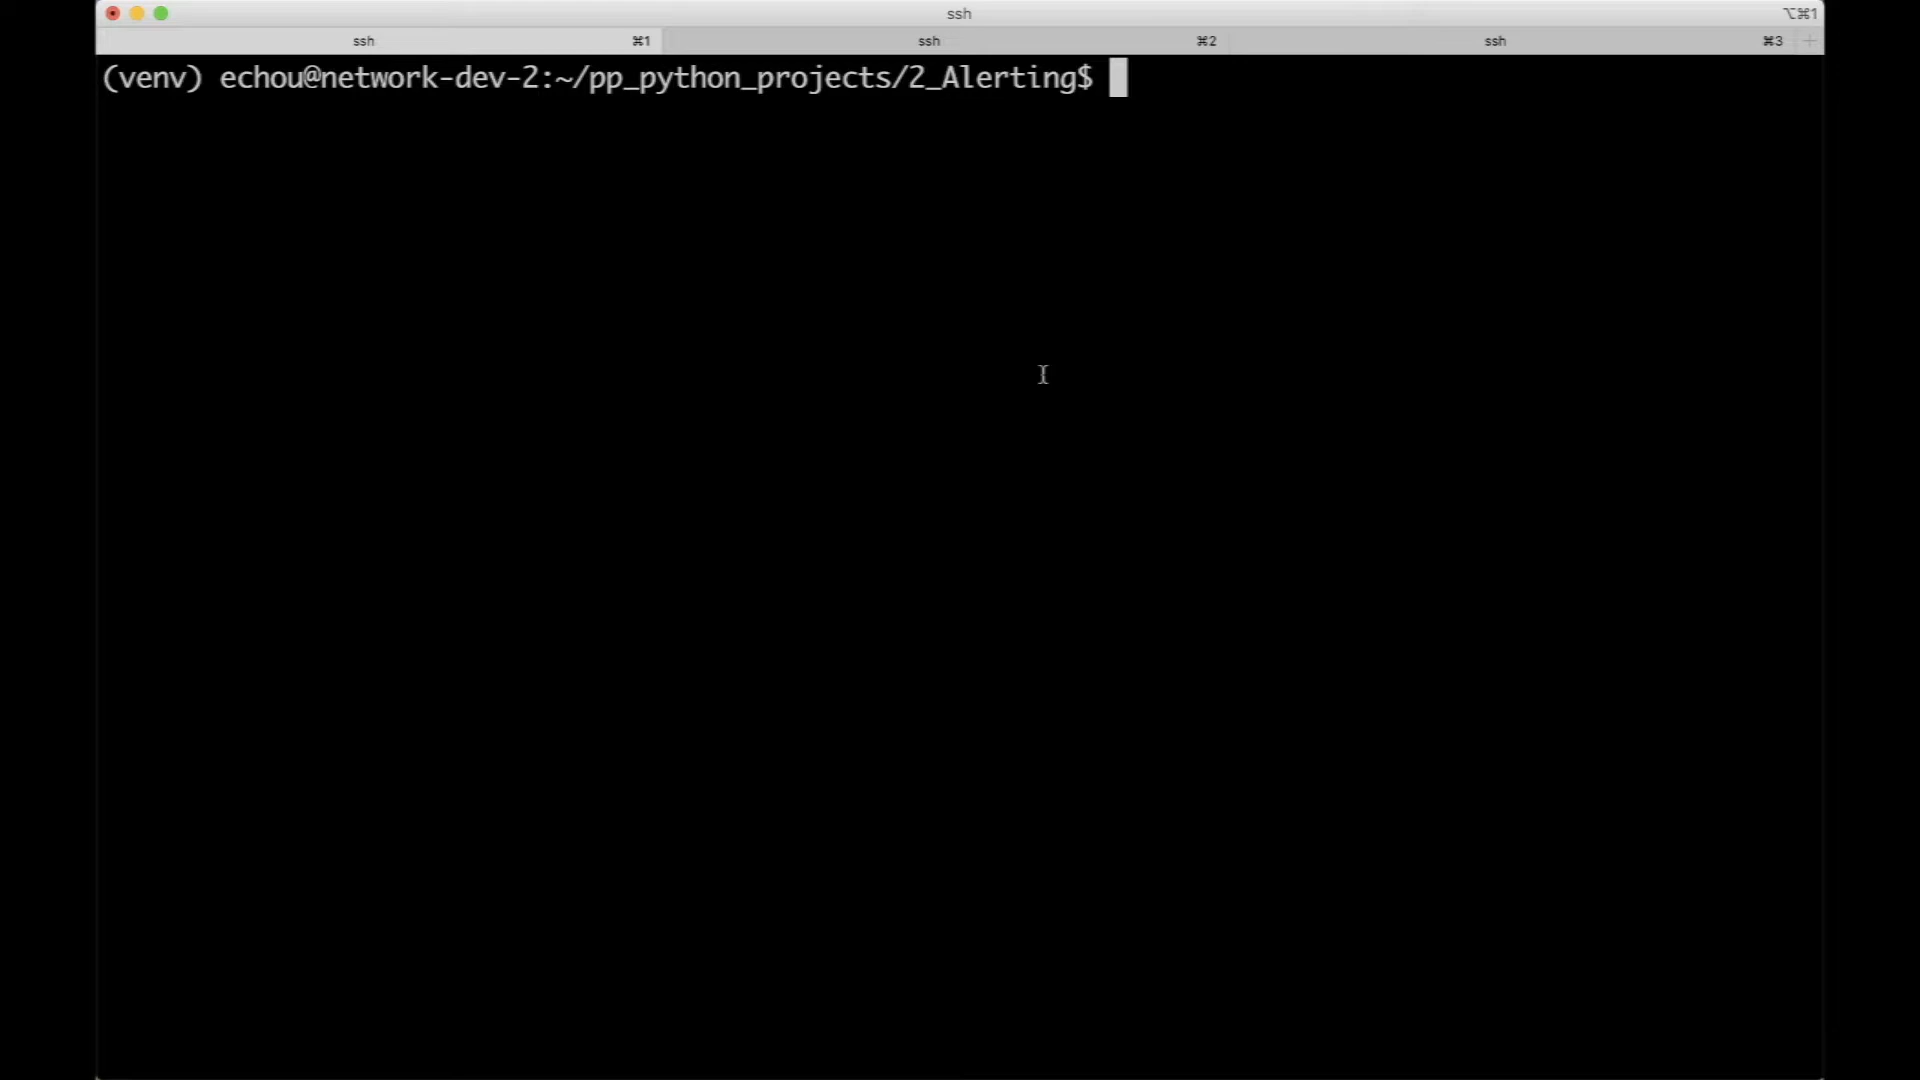 ssh ⌥⌘1
ssh ⌘1 ssh ⌘2 ssh ⌘3 +
(venv) echou@network-dev-2:~/pp_python_projects/2_Alerting$